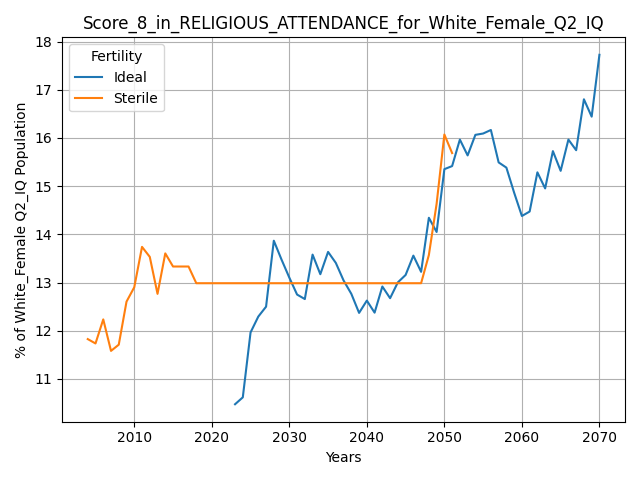 Score_8_in_RELIGIOUS_ATTENDANCE_for_White_Female_Q2_IQ
Fertility
Ideal
Sterile
% of White_Female Q2_IQ Population
18
17
16
15
14
13
12
11
2010 2020 2030 2040 2050 2060 2070
Years